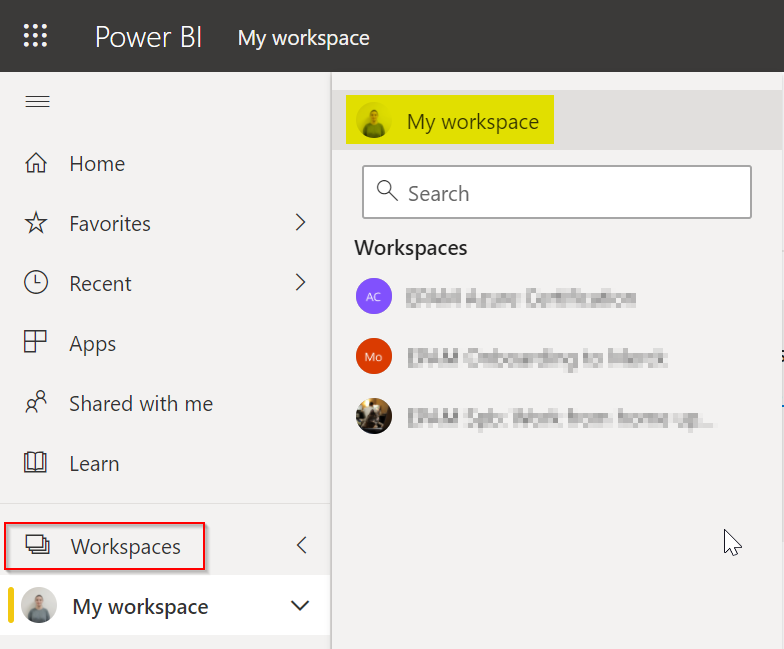 Power BI My workspace
Home
Favorites
Recent
Apps
Shared with me
Learn
Workspaces
My workspace
My workspace
Search
Workspaces
AC
Mo